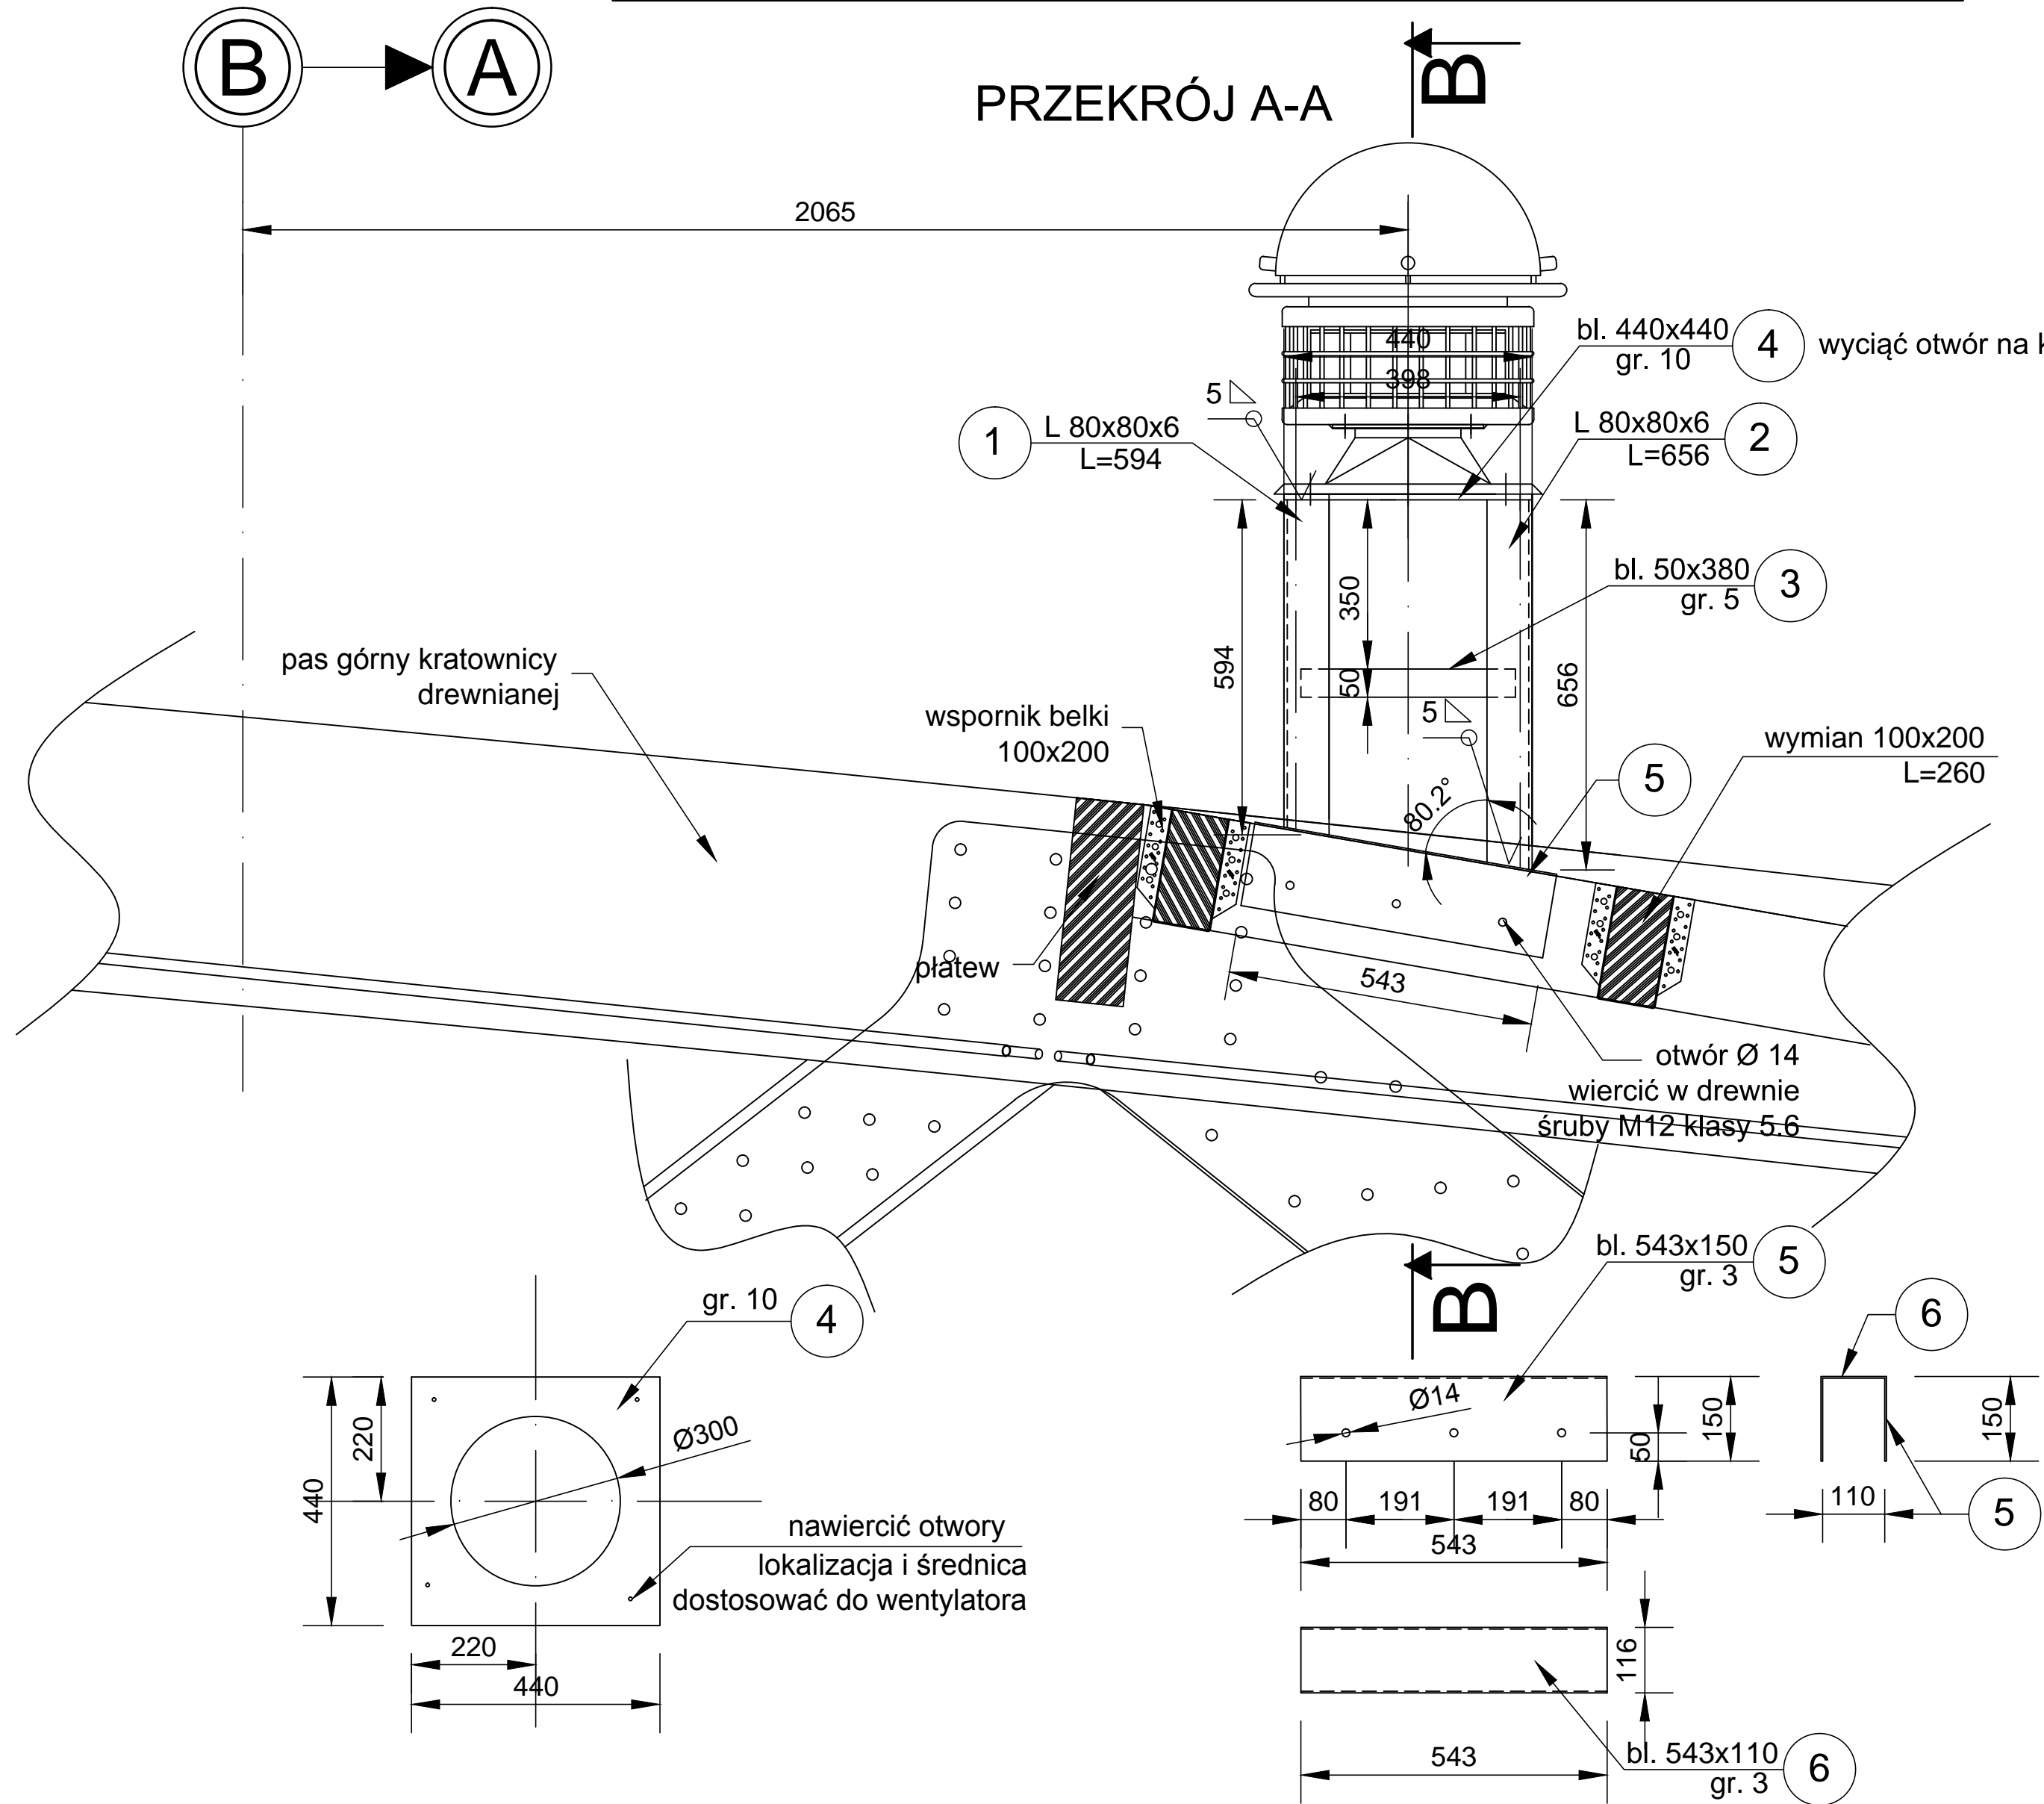 B
A
PRZEKRÓJ A-A
B
2065
440
398
bl. 440x440
gr. 10
4
wyciąć otwór na
5
1
L 80x80x6
L=594
L 80x80x6
L=656
2
594
350
50
656
bl. 50x380
gr. 5
3
pas górny kratownicy
drewnianej
wspornik belki
100x200
5
80.2°
5
wymian 100x200
L=260
płatew
543
otwór Ø 14
wiercić w drewnie
śruby M12 klasy 5.6
B
gr. 10
4
220
440
Ø300
nawiercić otwory
lokalizacja i średnica
dostosować do wentylatora
220
440
bl. 543x150
gr. 3
5
6
Ø14
50
150
150
80
191
191
80
543
110
5
116
543
bl. 543x110
gr. 3
6